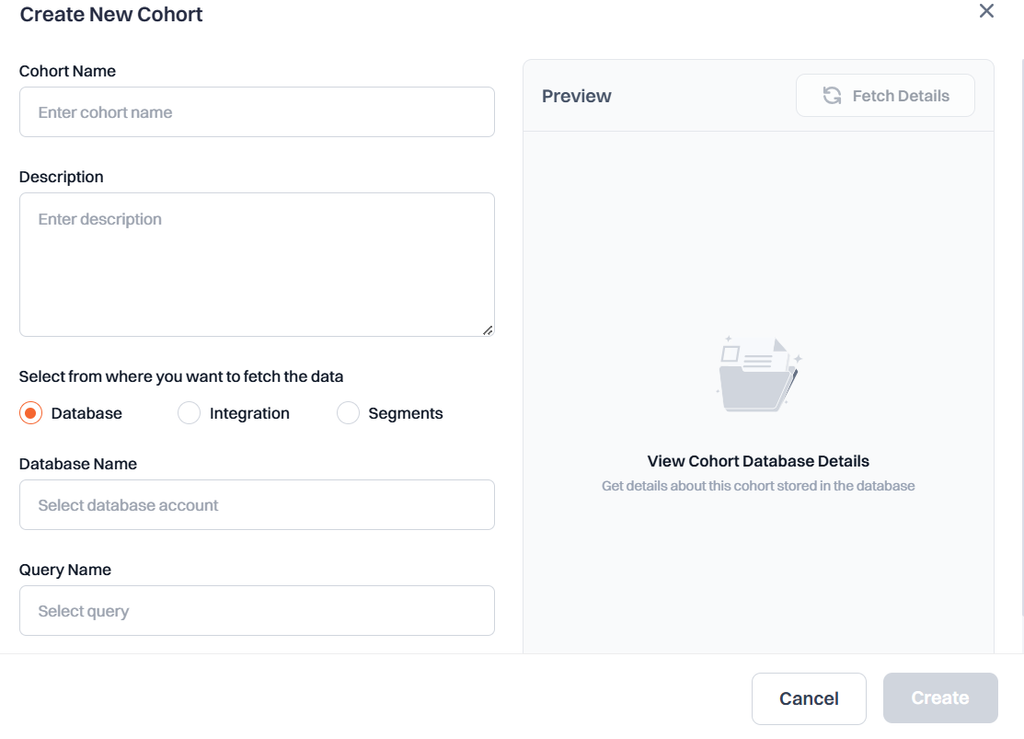 Create New Cohort
Cohort Name
Enter cohort name
Description
Enter description
Select from where you want to fetch the data
Database Integration Segments
Database Name
Select database account
Query Name
Select query
Preview Fetch Details
View Cohort Database Details
Get details about this cohort stored in the database
Cancel Create